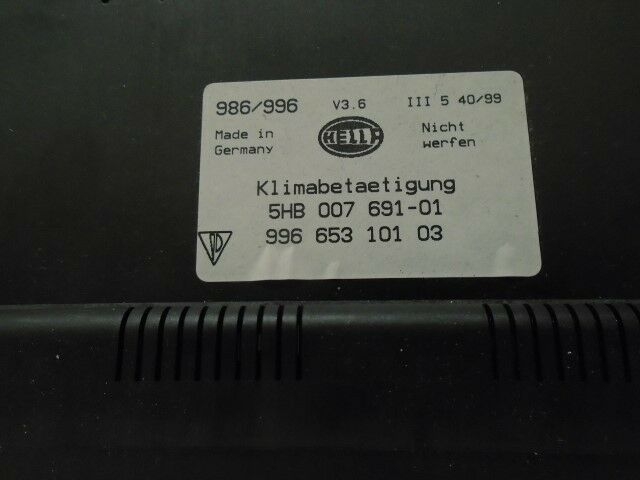 986/996 V3.6 III 5 40/99
Made in Germany HELLA Nicht werfen
Klimabetaetigung
5HB 007 691-01
996 653 101 03